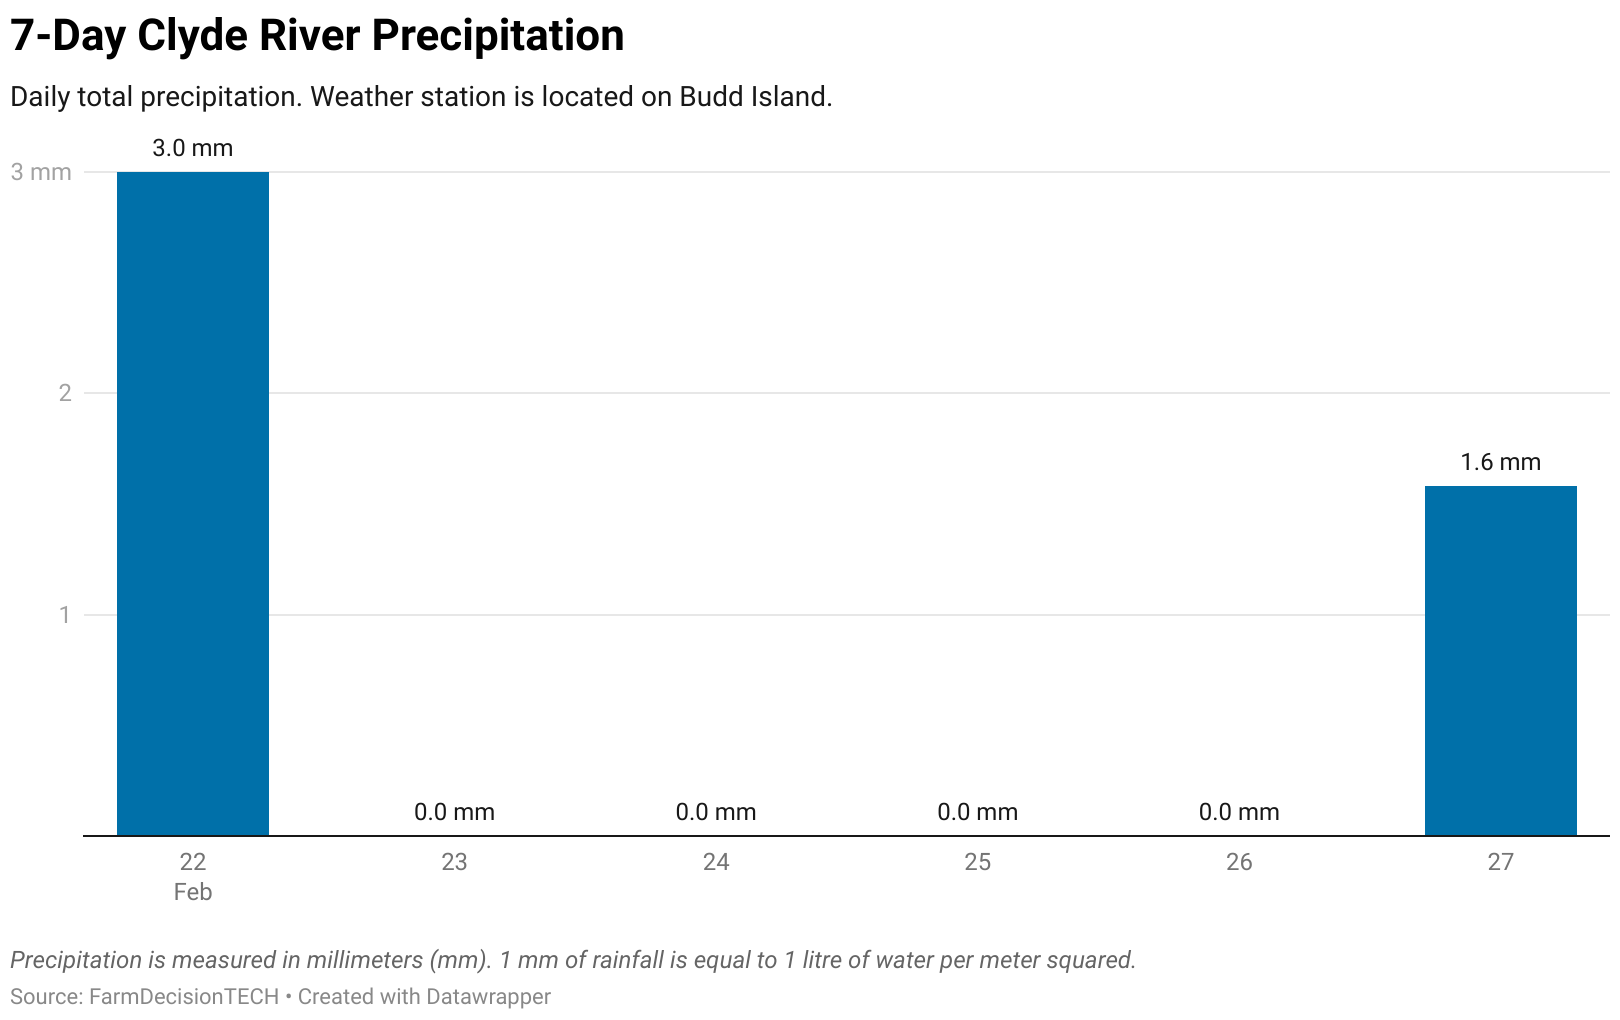 7-Day Clyde River Precipitation
Daily total precipitation. Weather station is located on Budd Island.
3.0 mm
3 mm
2
1.6 mm
1
0.0 mm 0.0 mm 0.0 mm 0.0 mm
22 23 24 25 26 27
Feb
Precipitation is measured in millimeters (mm). 1 mm of rainfall is equal to 1 litre of water per meter squared.
Source: FarmDecisionTECH • Created with Datawrapper